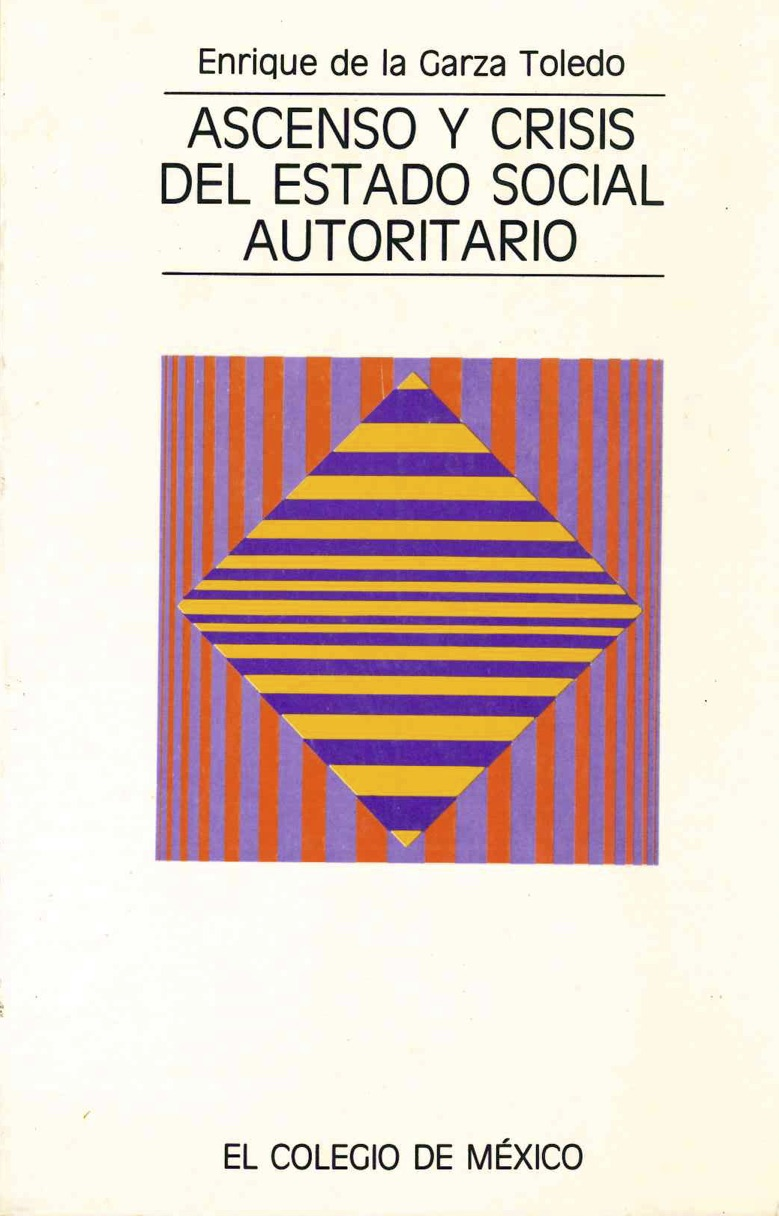 Enrique de la Garza Toledo
ASCENSO Y CRISIS
DEL ESTADO SOCIAL
AUTORITARIO
EL COLEGIO DE MÉXICO